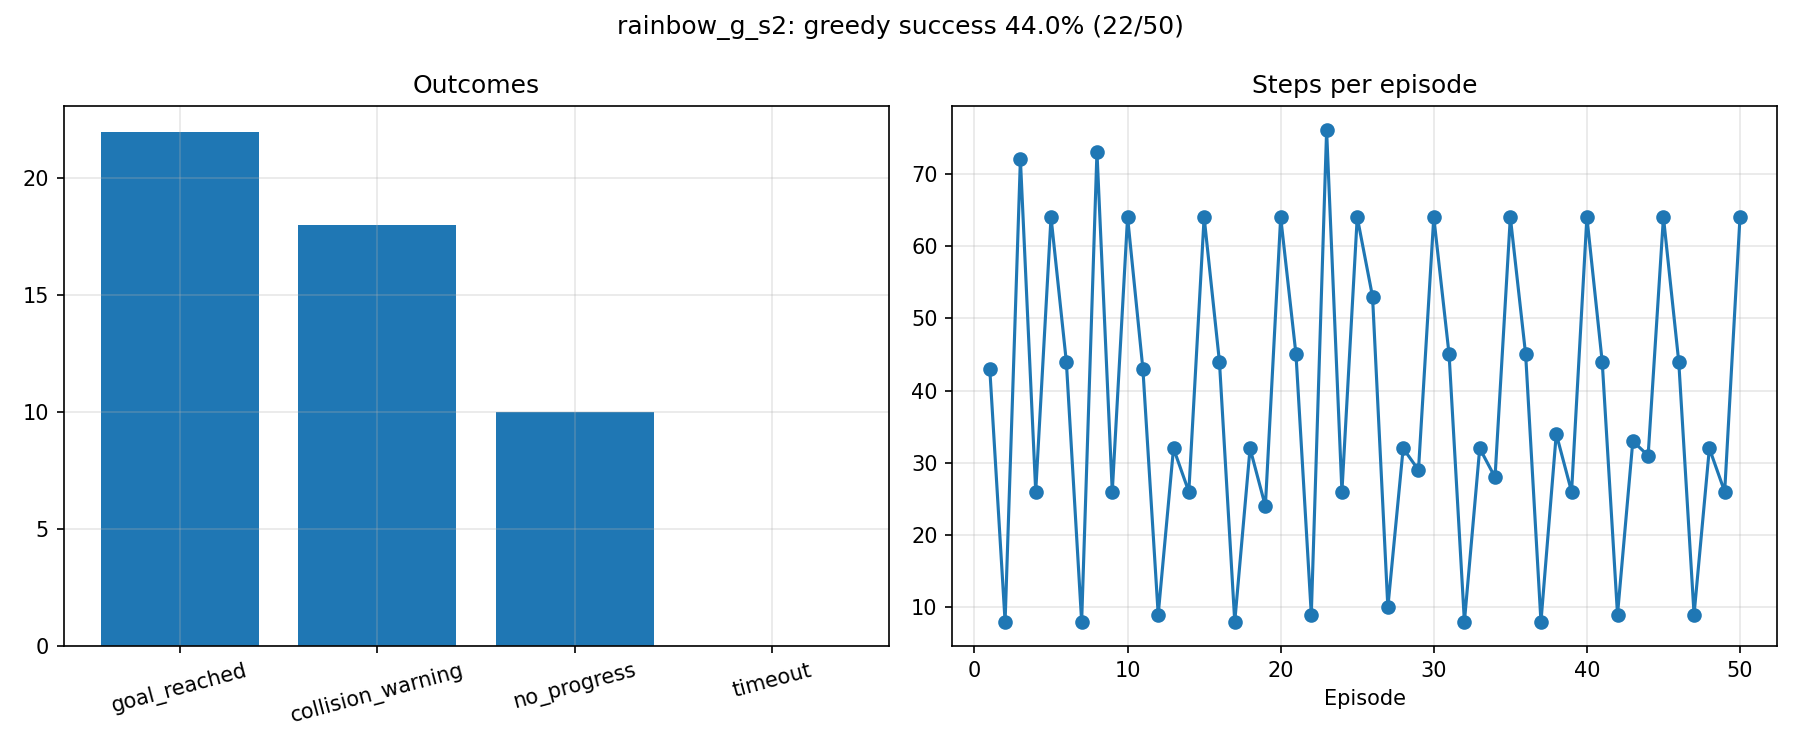 rainbow_g_s2: greedy success 44.0% (22/50)
Outcomes
20
15
10
5
0
goal_reached
collision_warning
no_progress
timeout
Steps per episode
70
60
50
40
30
20
10
0
10
20
30
40
50
Episode